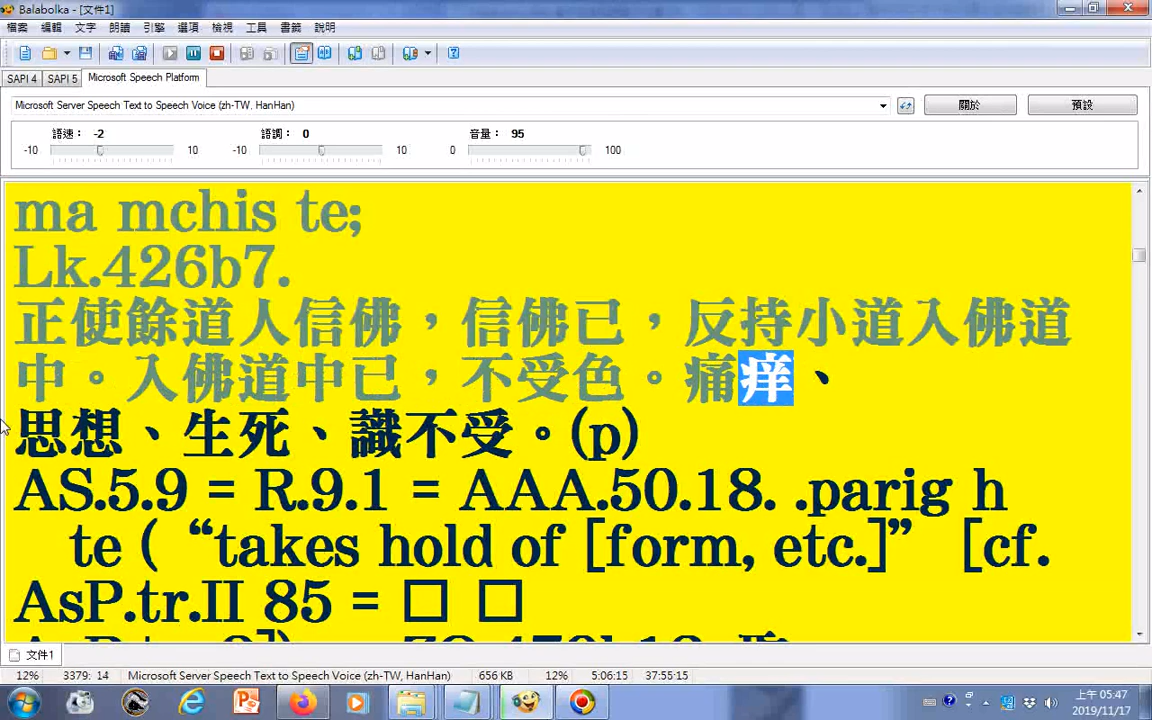 Balabolka - [文件1]
檔案 編輯 文字 朗讀 引擎 選項 檢視 工具 書籤 說明
SAPI 4 SAPI 5 Microsoft Speech Platform
Microsoft Server Speech Text to Speech Voice (zh-TW, HanHan) 關於 預設
語速： -2 語調： 0 音量： 95
-10 10 -10 10 0 100
ma mchis te;
Lk.426b7.
正使餘道人信佛，信佛已，反持小道入佛道
中。入佛道中已，不受色。痛痒、
思想、生死、識不受。(p)
AS.5.9 = R.9.1 = AAA.50.18. .parig h
te ( “takes hold of [form, etc.]” [cf.
AsP.tr.II 85 = □ □
文件1
12% 3379: 14 Microsoft Server Speech Text to Speech Voice (zh-TW, HanHan) 656 KB 12% 5:06:15 37:55:15
上午 05:47
2019/11/17